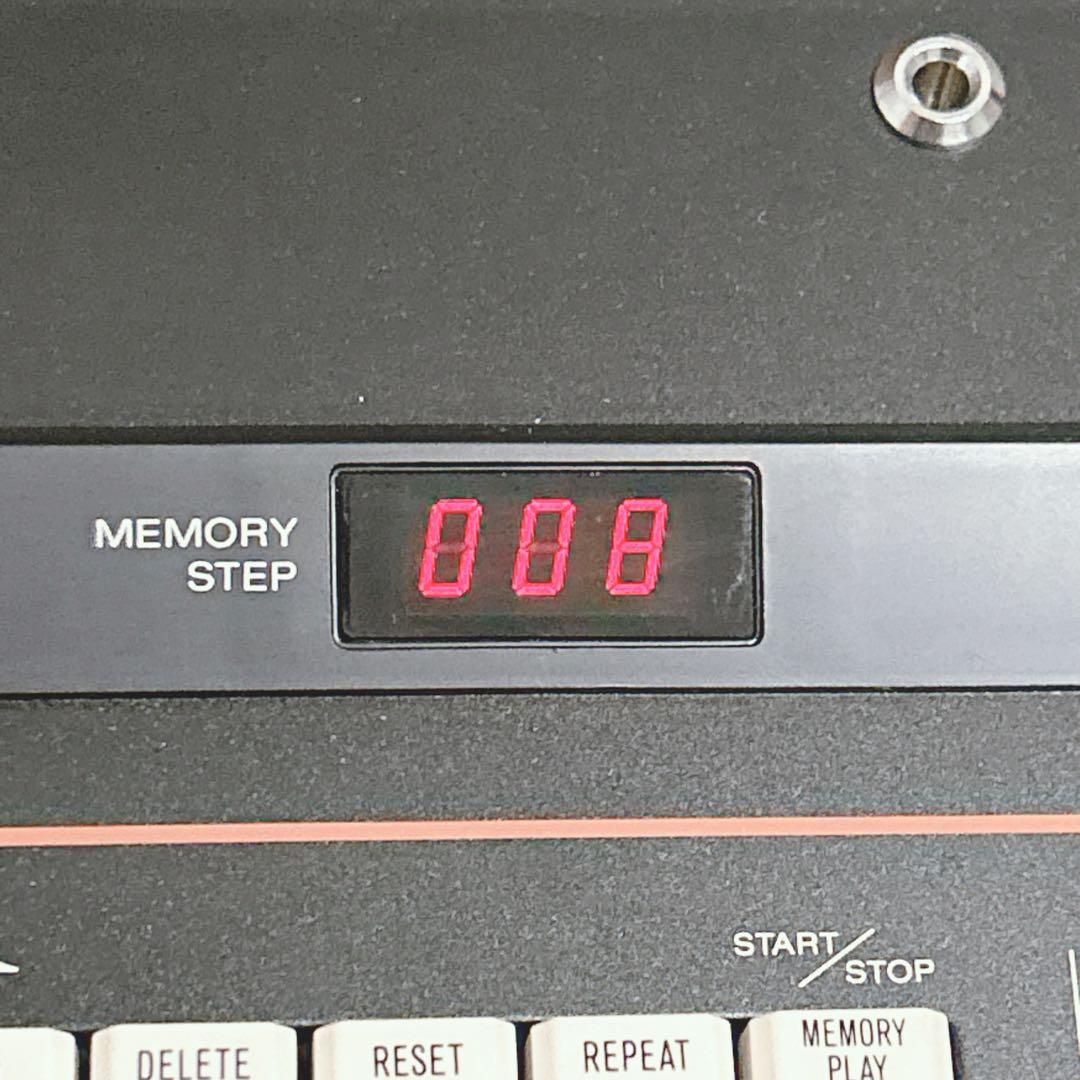 MEMORY
STEP
008
START/STOP
DELETE
RESET
REPEAT
MEMORY
PLAY